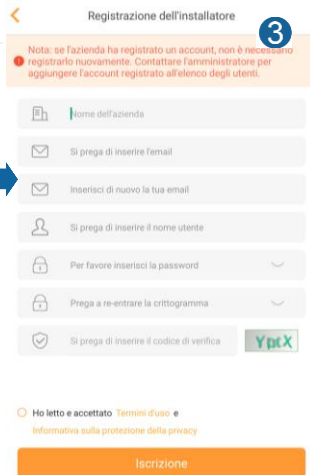 Registrazione dell'installatore
3
Nota: se l'azienda ha registrato un account, non è necessario
registrarlo nuovamente. Contattare l'amministratore per
aggiungere l'account registrato all'elenco degli utenti.
Nome dell'azienda
Si prega di inserire l'email
Inserisci di nuovo la tua email
Si prega di inserire il nome utente
Per favore inserisci la password
Prega a re-entrare la crittogramma
Si prega di inserire il codice di verifica
YpcX
Ho letto e accettato Termini d'uso e
Informativa sulla protezione della privacy
Iscrizione